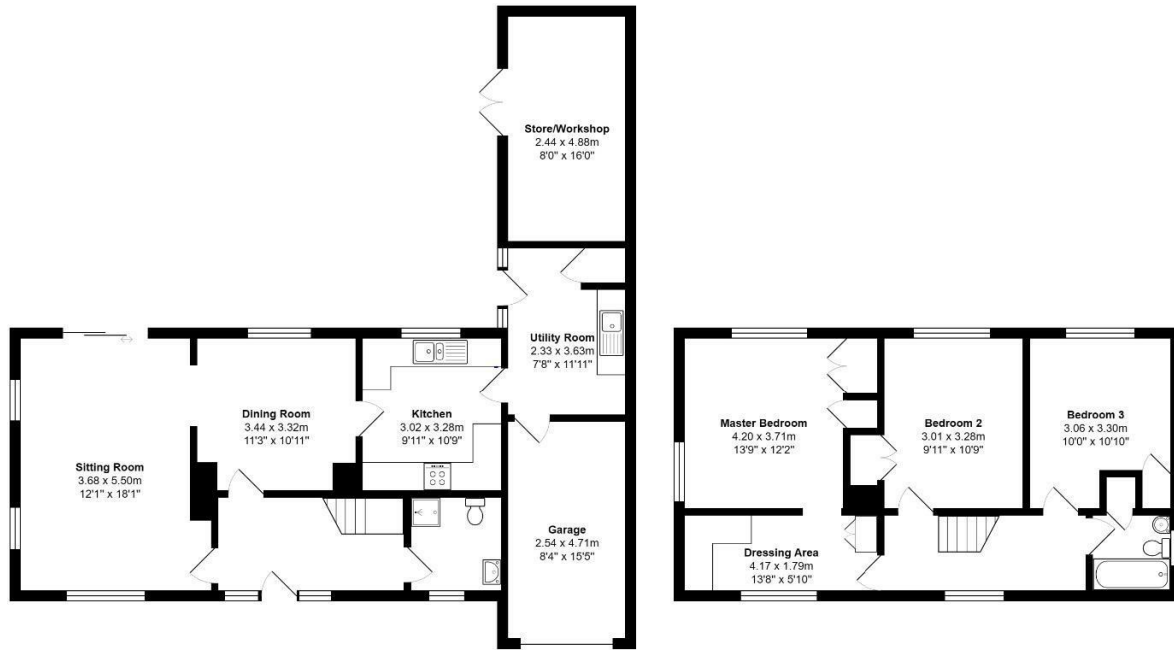 Store/Workshop
2.44 x 4.88m
8'0" x 16'0"
Utility Room
2.33 x 3.63m
7'8" x 11'11"
Dining Room
3.44 x 3.32m
11'3" x 10'11"
Kitchen
3.02 x 3.28m
9'11" x 10'9"
Sitting Room
3.68 x 5.50m
12'1" x 18'1"
Garage
2.54 x 4.71m
8'4" x 15'5"
Master Bedroom
4.20 x 3.71m
13'9" x 12'2"
Bedroom 2
3.01 x 3.28m
9'11" x 10'9"
Bedroom 3
3.06 x 3.30m
10'0" x 10'10"
Dressing Area
4.17 x 1.79m
13'8" x 5'10"